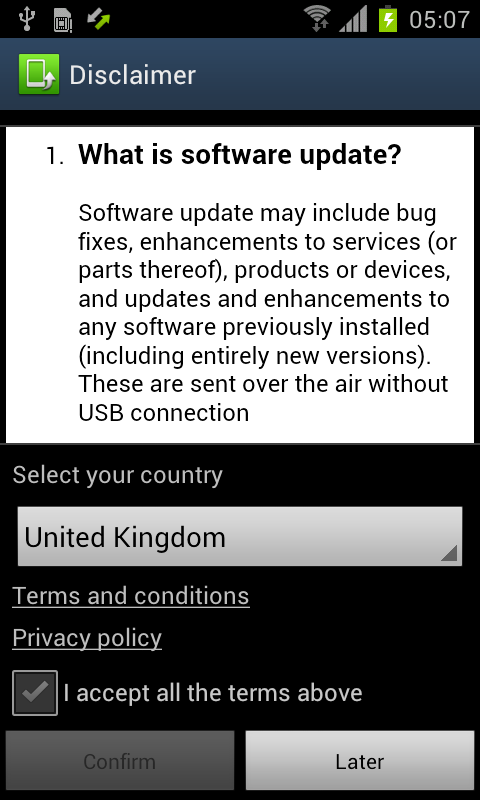 05:07
Disclaimer
1. What is software update?
Software update may include bug
fixes, enhancements to services (or
parts thereof), products or devices,
and updates and enhancements to
any software previously installed
(including entirely new versions).
These are sent over the air without
USB connection
Select your country
United Kingdom
Terms and conditions
Privacy policy
I accept all the terms above
Confirm
Later